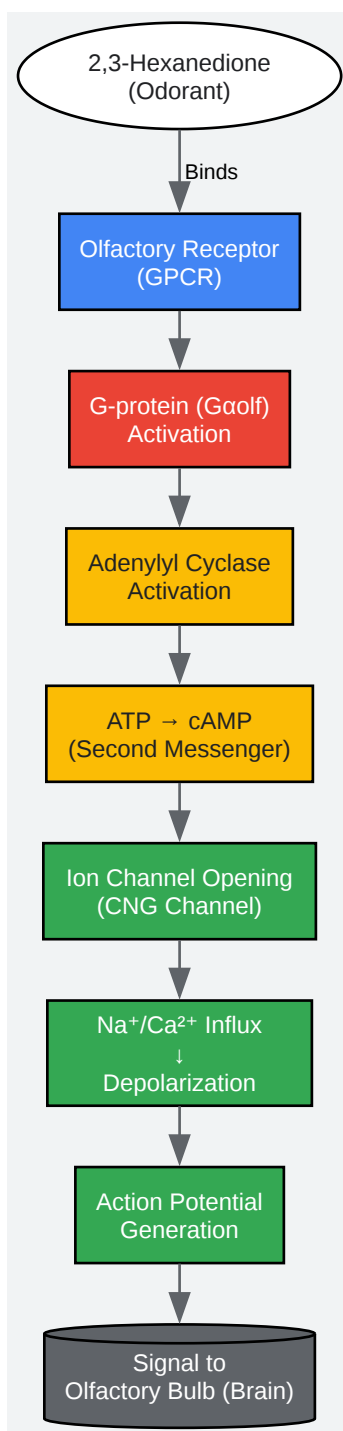 2,3-Hexanedione
(Odorant)
Binds
Olfactory Receptor
(GPCR)
G-protein (Gαolf)
Activation
Adenylyl Cyclase
Activation
ATP → cAMP
(Second Messenger)
Ion Channel Opening
(CNG Channel)
Na⁺/Ca²⁺ Influx
↓
Depolarization
Action Potential
Generation
Signal to
Olfactory Bulb (Brain)